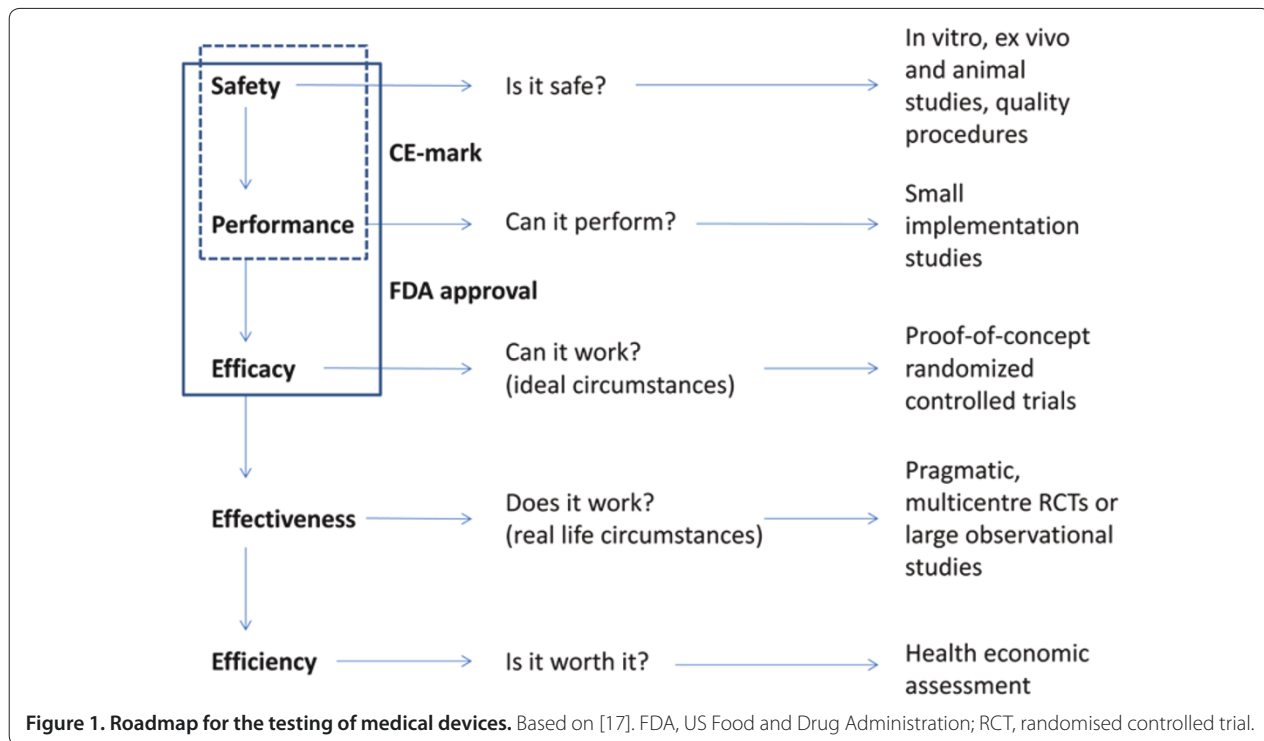 Safety
Is it safe?
In vitro, ex vivo
and animal
studies, quality
procedures
CE-mark
Performance
Can it perform?
Small
implementation
studies
FDA approval
Efficacy
Can it work?
(ideal circumstances)
Proof-of-concept
randomized
controlled trials
Effectiveness
Does it work?
(real life circumstances)
Pragmatic,
multicentre RCTs or
large observational
studies
Efficiency
Is it worth it?
Health economic
assessment
Figure 1. Roadmap for the testing of medical devices. Based on [17]. FDA, US Food and Drug Administration; RCT, randomised controlled trial.